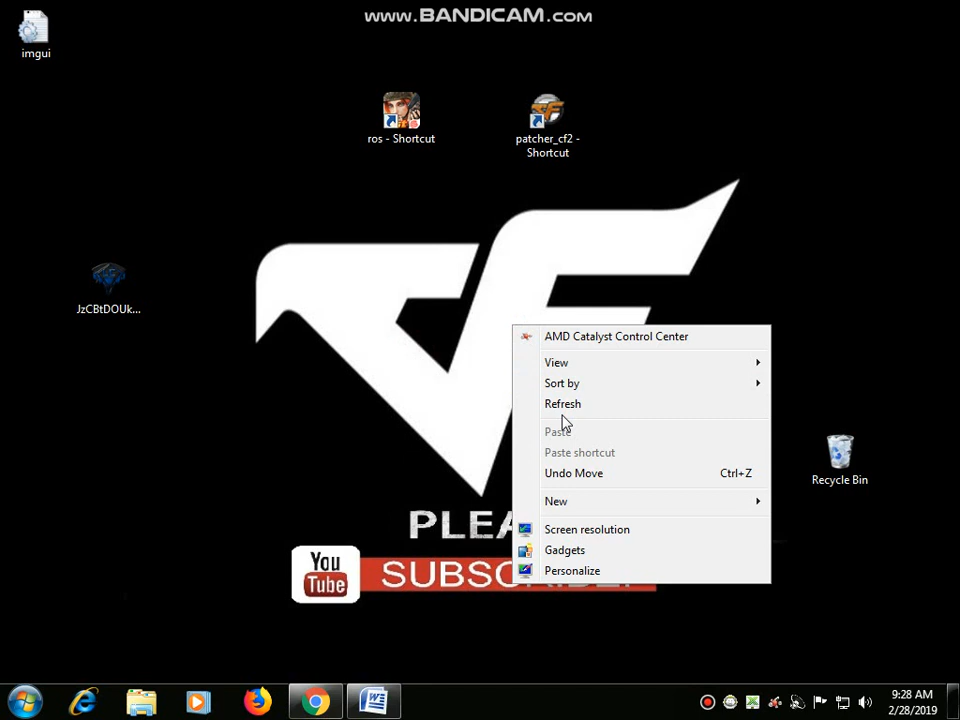 www.BANDICAM.com
imgui
ros - Shortcut
patcher_cf2 -
Shortcut
JzCBtDOUk...
AMD Catalyst Control Center
View
Sort by
Refresh
Paste
Paste shortcut
Undo Move Ctrl+Z
New
Screen resolution
Gadgets
Personalize
Recycle Bin
You
Tube
9:28 AM
2/28/2019